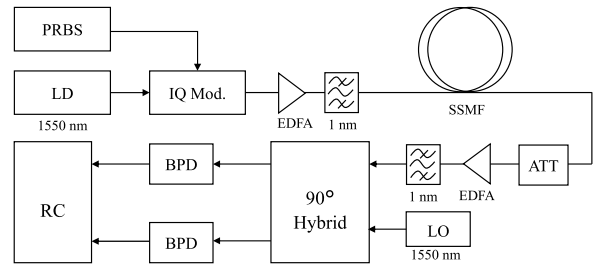 PRBS
LD
1550 nm
IQ Mod.
EDFA
1 nm
SSMF
RC
BPD
BPD
90°
Hybrid
1 nm
EDFA
ATT
LO
1550 nm